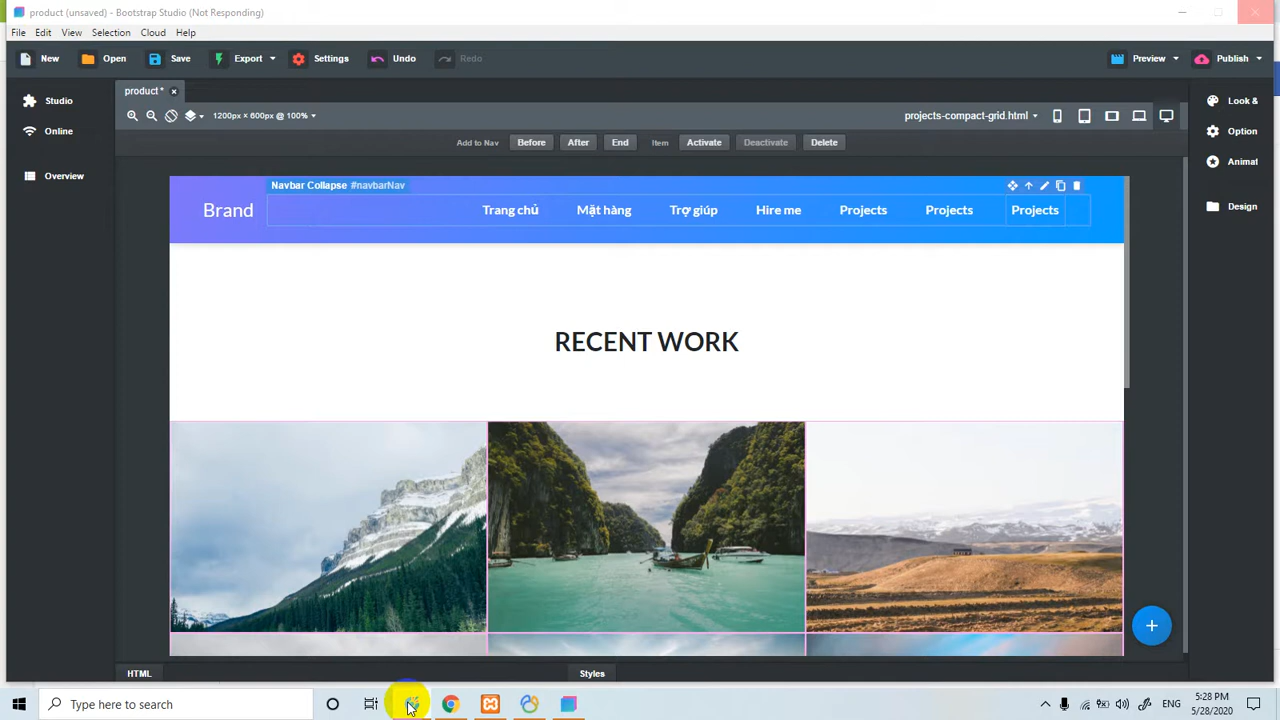 product (unsaved) - Bootstrap Studio (Not Responding)
File Edit View Selection Cloud Help
New Open Save Export Settings Undo Redo Preview Publish
product *
Studio
Online
Overview
1200px × 600px @ 100%
projects-compact-grid.html
Look &
Option
Animat
Design
Add to Nav Before After End Item Activate Deactivate Delete
Navbar Collapse #navbarNav
Brand Trang chủ Mặt hàng Trợ giúp Hire me Projects Projects Projects
RECENT WORK
HTML Styles
Type here to search
ENG
5:28 PM
5/28/2020